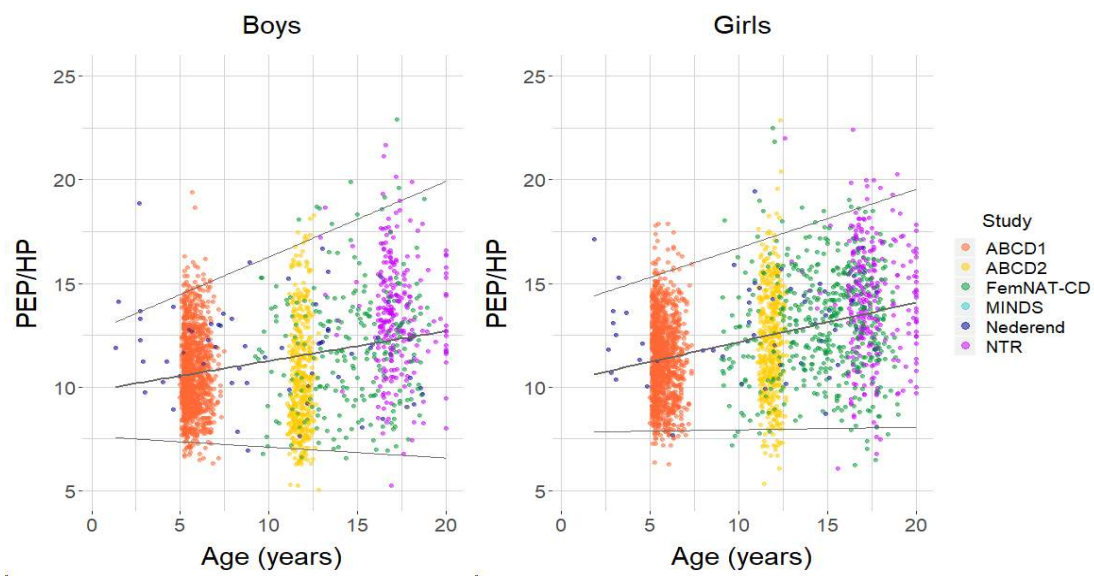 Boys
Girls
PEP/HP
25
20
15
10
5
0 5 10 15 20
Age (years)
PEP/HP
25
20
15
10
5
0 5 10 15 20
Age (years)
Study
ABCD1
ABCD2
FemNAT-CD
MINDS
Nederend
NTR